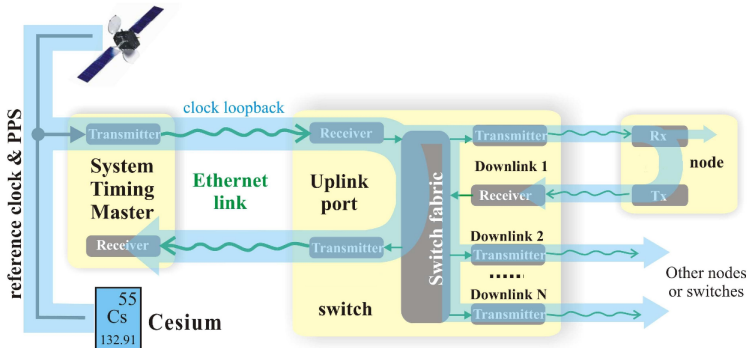 reference clock & PPS
clock loopback
Transmitter
System
Timing
Master
Receiver
Ethernet
link
Receiver
Uplink
port
Transmitter
switch
Switch fabric
Transmitter
Downlink 1
Receiver
Downlink 2
Transmitter
......
Downlink N
Transmitter
Rx
node
Tx
Other nodes
or switches
55
Cs
132.91
Cesium